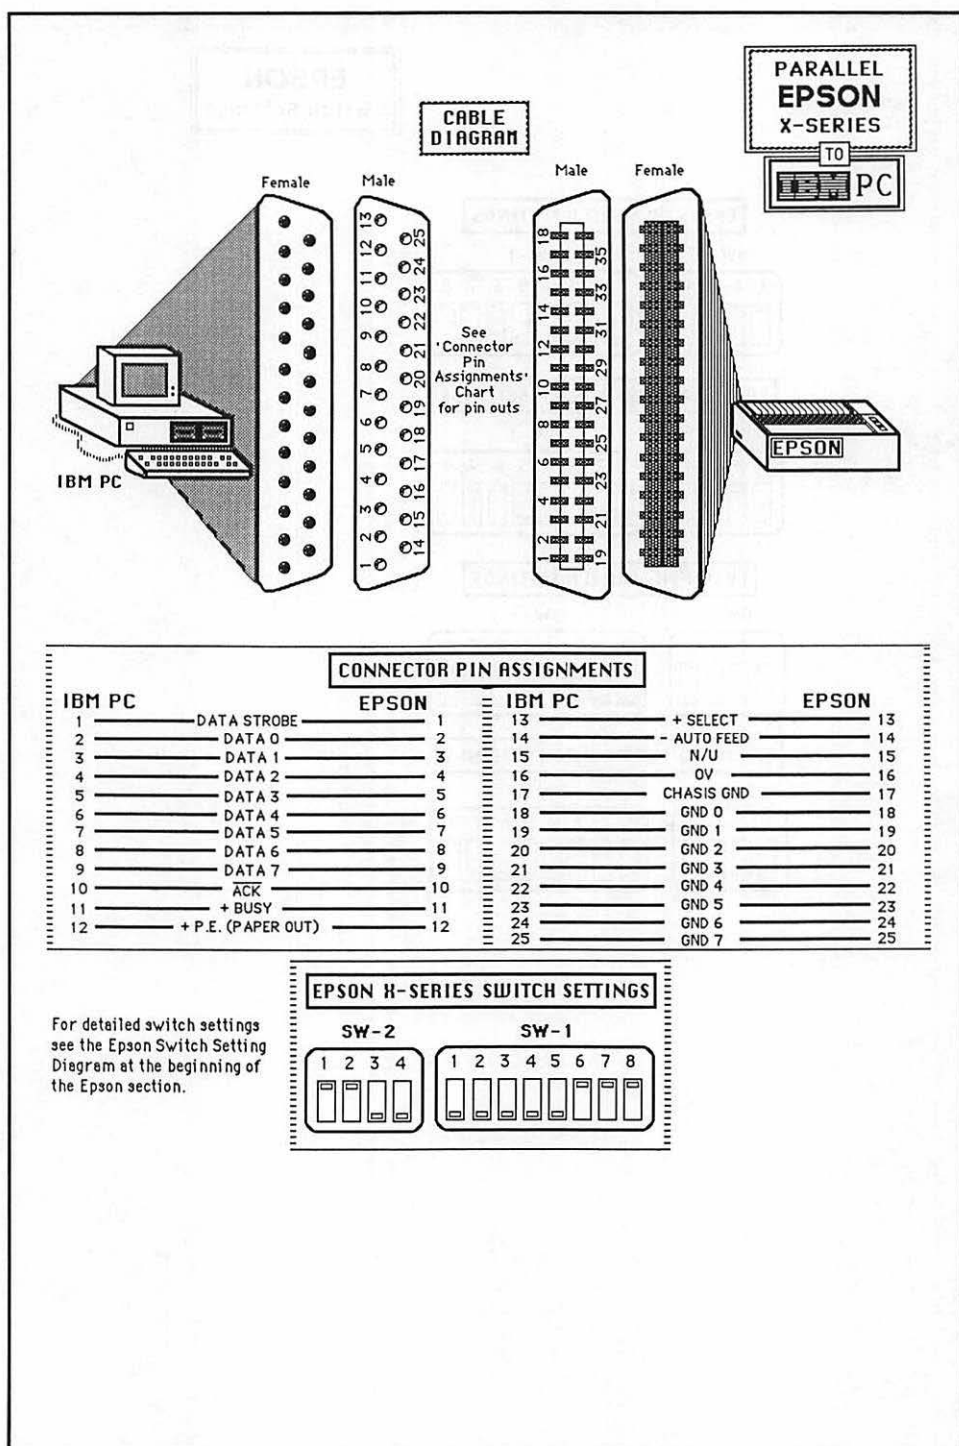 PARALLEL
EPSON
X-SERIES
TO
IBM PC
CABLE
DIAGRAM
Female
Male
Male
Female
13
12
11
10
9
8
7
6
5
4
3
2
1
25
24
23
22
21
20
19
18
17
16
15
14
18
16
14
12
10
8
6
4
2
1
35
33
31
29
27
25
23
21
19
See
'Connector
Pin
Assignments'
Chart
for pin outs
IBM PC
EPSON
CONNECTOR PIN ASSIGNMENTS
IBM PC EPSON
1 DATA STROBE 1
2 DATA 0 2
3 DATA 1 3
4 DATA 2 4
5 DATA 3 5
6 DATA 4 6
7 DATA 5 7
8 DATA 6 8
9 DATA 7 9
10 ACK 10
11 + BUSY 11
12 + P.E. (PAPER OUT) 12
IBM PC EPSON
13 + SELECT 13
14 - AUTO FEED 14
15 N/U 15
16 0V 16
17 CHASIS GND 17
18 GND 0 18
19 GND 1 19
20 GND 2 20
21 GND 3 21
22 GND 4 22
23 GND 5 23
24 GND 6 24
25 GND 7 25
EPSON X-SERIES SWITCH SETTINGS
For detailed switch settings
see the Epson Switch Setting
Diagram at the beginning of
the Epson section.
SW-2
1 2 3 4
SW-1
1 2 3 4 5 6 7 8